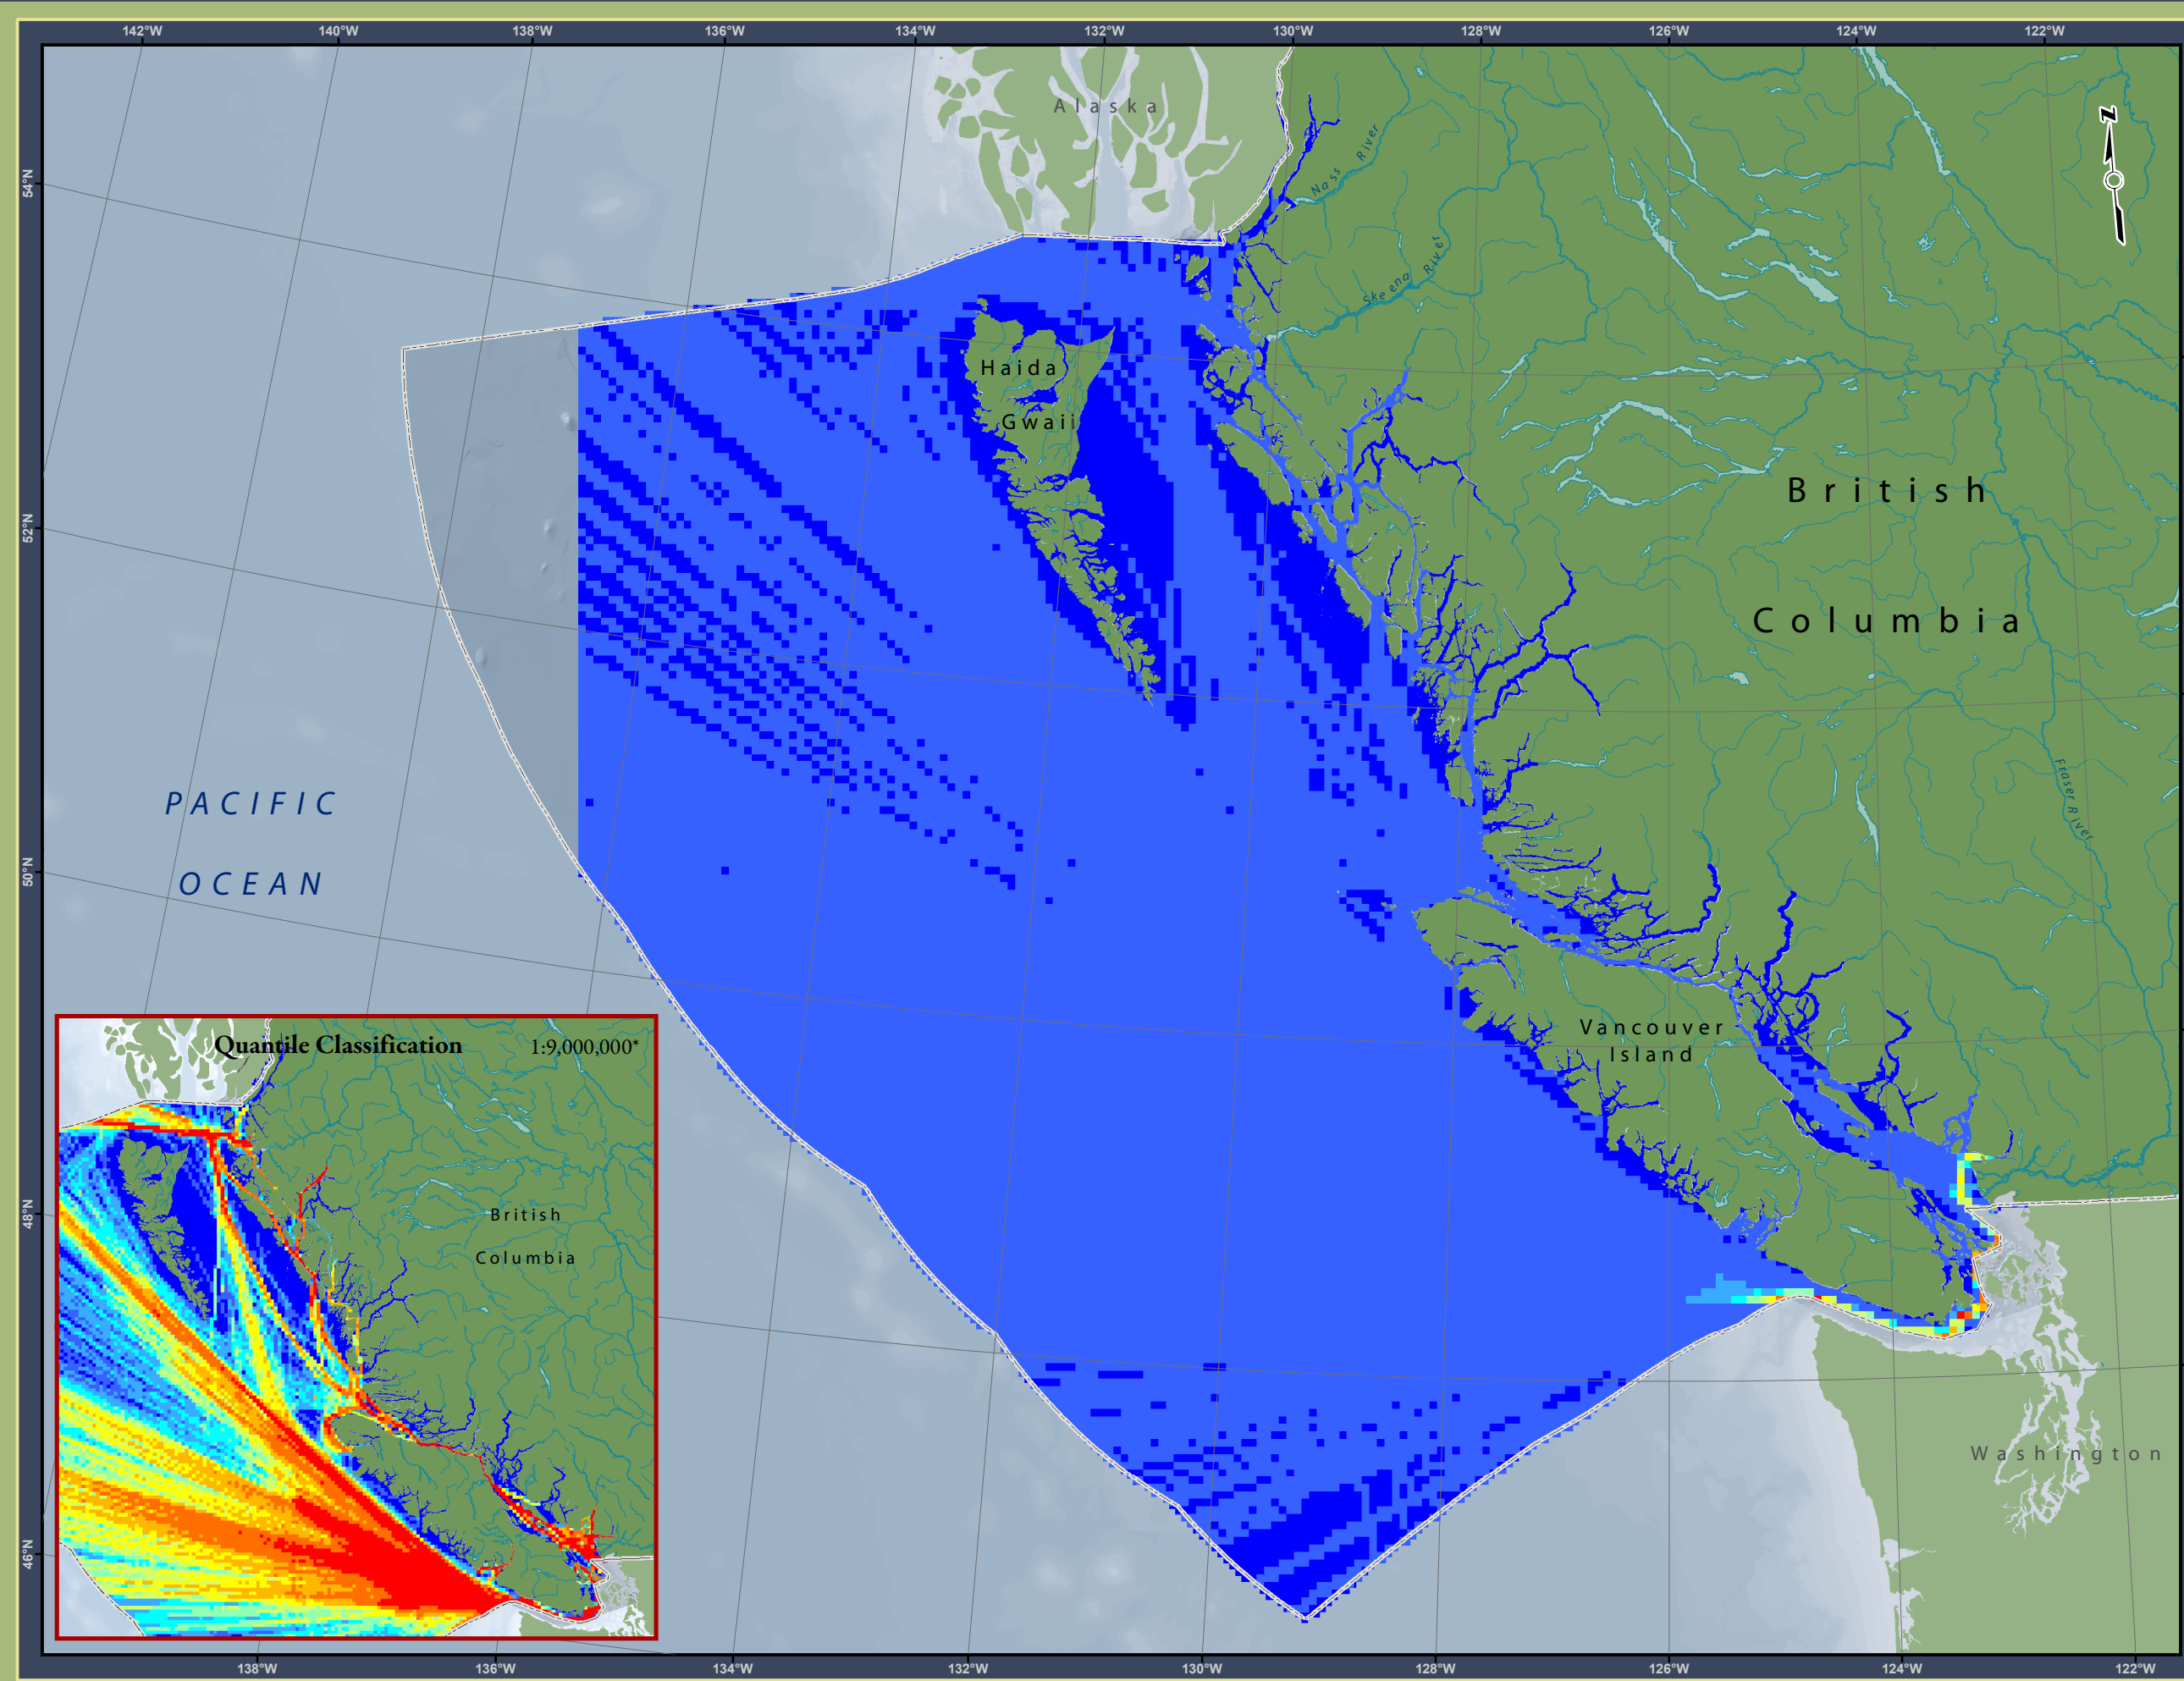 142°W 140°W 138°W 136°W 134°W 132°W 130°W 128°W 126°W 124°W 122°W
Alaska
N
54°N
Nass River
Skeena River
Haida
Gwaii
British
Columbia
52°N
PACIFIC
OCEAN
50°N
Fraser River
Vancouver
Island
Quantile Classification 1:9,000,000*
British
Columbia
48°N
Washington
46°N
138°W 136°W 134°W 132°W 130°W 128°W 126°W 124°W 122°W